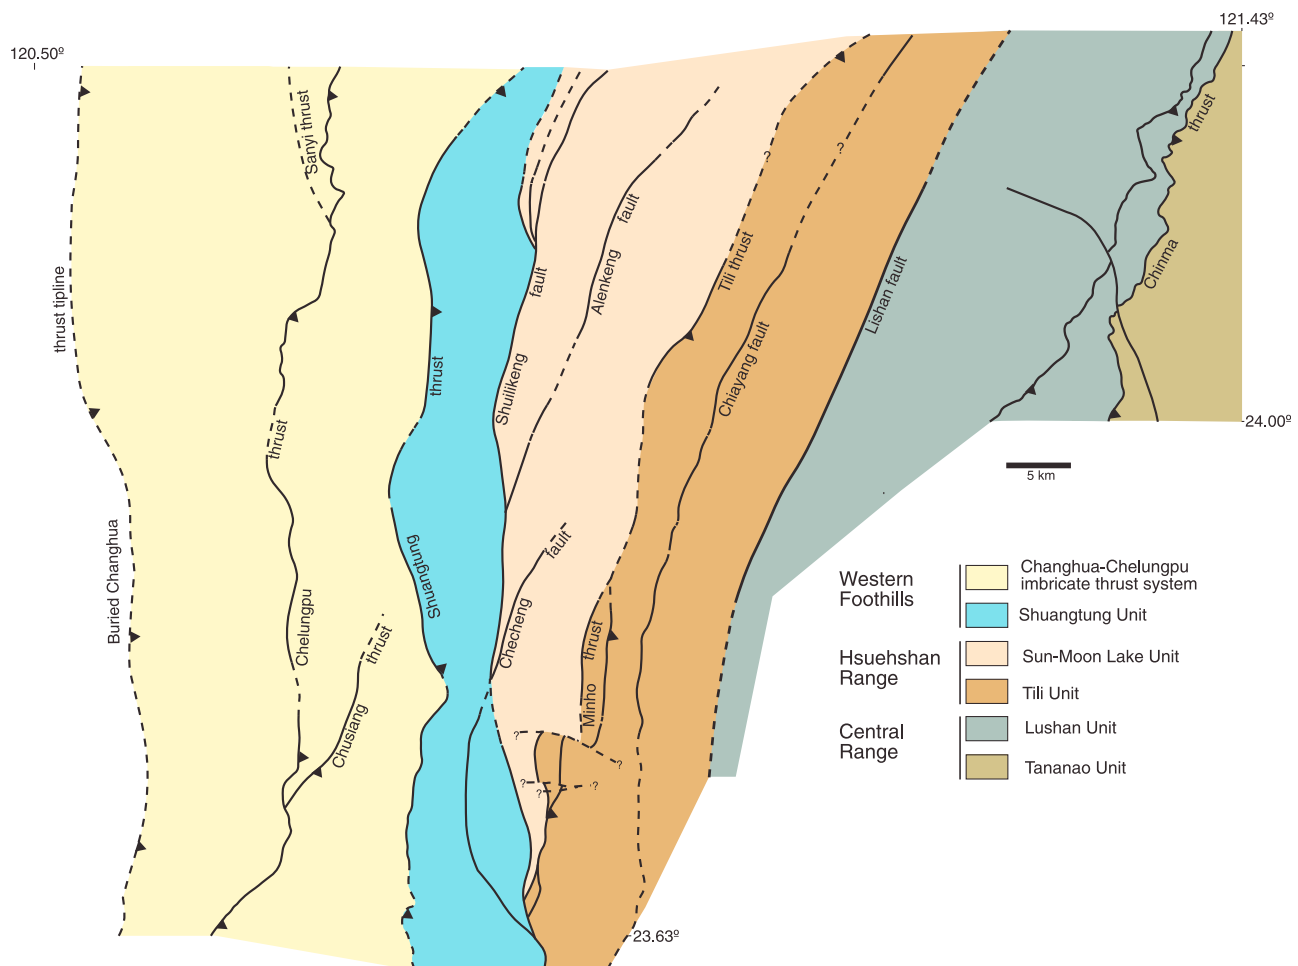 121.43º
120.50º
Sanyi thrust
thrust
?
?
fault
Chinma
Tili thrust
fault
Alenkeng
Lishan fault
thrust tipline
Chiayang fault
thrust
Shuilikeng
thrust
24.00º
5 km
Buried Changhua
Shuangtung
fault
Checheng
Chelungpu
thrust
thrust
Minho
Chusiang
?
?
?
?
?
23.63º
Western
Foothills
Changhua-Chelungpu
imbricate thrust system
Shuangtung Unit
Hsuehshan
Range
Sun-Moon Lake Unit
Tili Unit
Central
Range
Lushan Unit
Tananao Unit